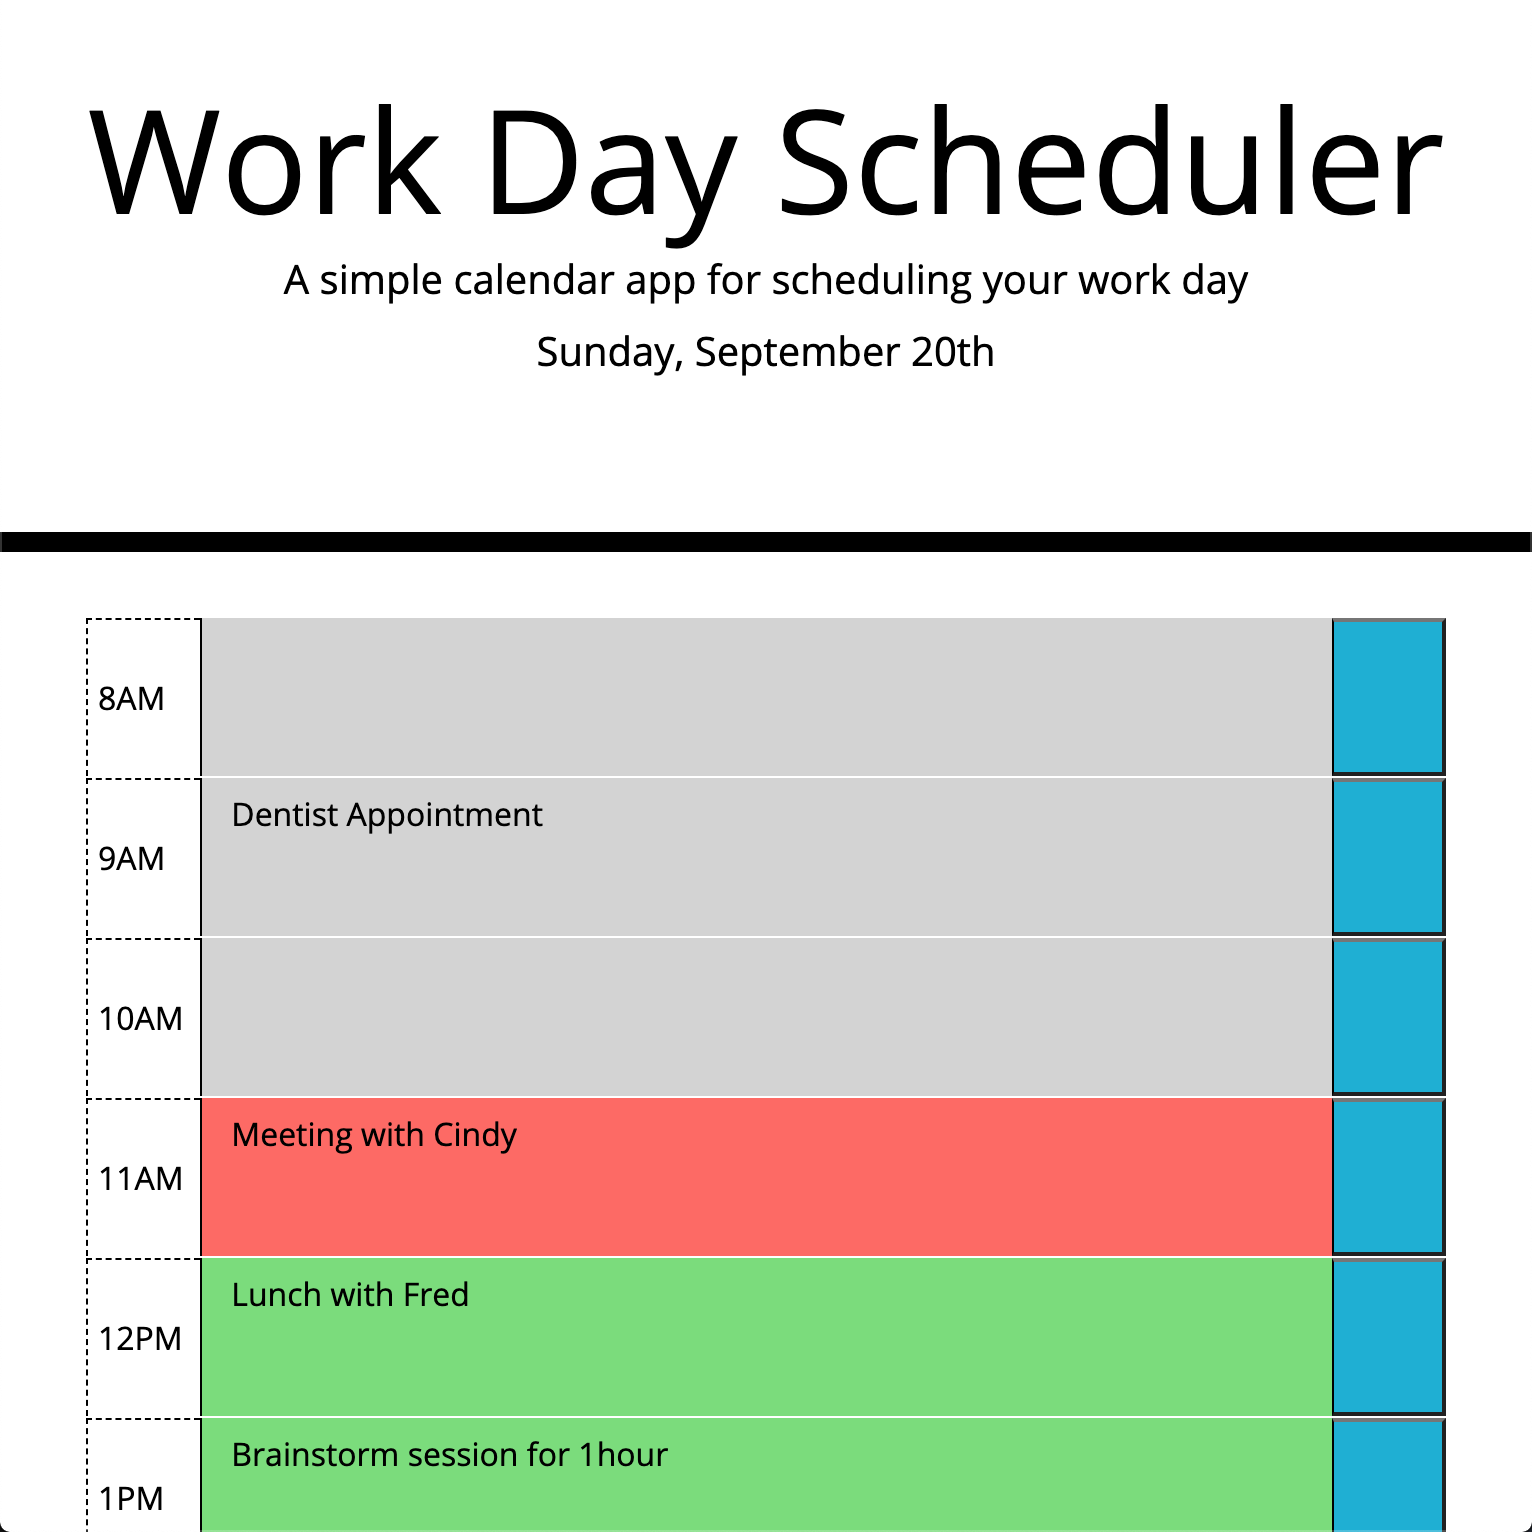 Work Day Scheduler
A simple calendar app for scheduling your work day
Sunday, September 20th
8AM
9AM
Dentist Appointment
10AM
11AM
Meeting with Cindy
12PM
Lunch with Fred
1PM
Brainstorm session for 1hour